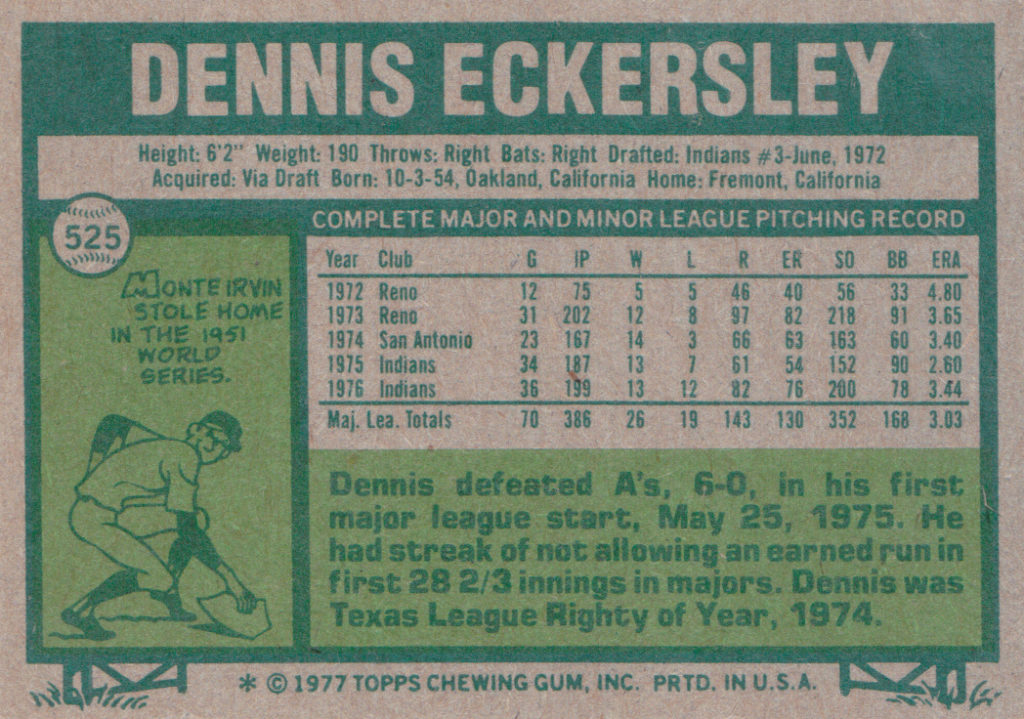 DENNIS ECKERSLEY
Height: 6'2" Weight: 190 Throws: Right Bats: Right Drafted: Indians #3-June, 1972
Acquired: Via Draft Born: 10-3-54, Oakland, California Home: Fremont, California
525
MONTE IRVIN
STOLE HOME
IN THE 1951
WORLD
SERIES.
COMPLETE MAJOR AND MINOR LEAGUE PITCHING RECORD
Year Club G IP W L R ER SO BB ERA
1972 Reno 12 75 5 5 46 40 56 33 4.80
1973 Reno 31 202 12 8 97 82 218 91 3.65
1974 San Antonio 23 167 14 3 66 63 163 60 3.40
1975 Indians 34 187 13 7 61 54 152 90 2.60
1976 Indians 36 199 13 12 82 76 200 78 3.44
Maj. Lea. Totals 70 386 26 19 143 130 352 168 3.03
Dennis defeated A's, 6-0, in his first
major league start, May 25, 1975. He
had streak of not allowing an earned run in
first 28 2/3 innings in majors. Dennis was
Texas League Righty of Year, 1974.
* © 1977 TOPPS CHEWING GUM, INC. PRTD. IN U.S.A.